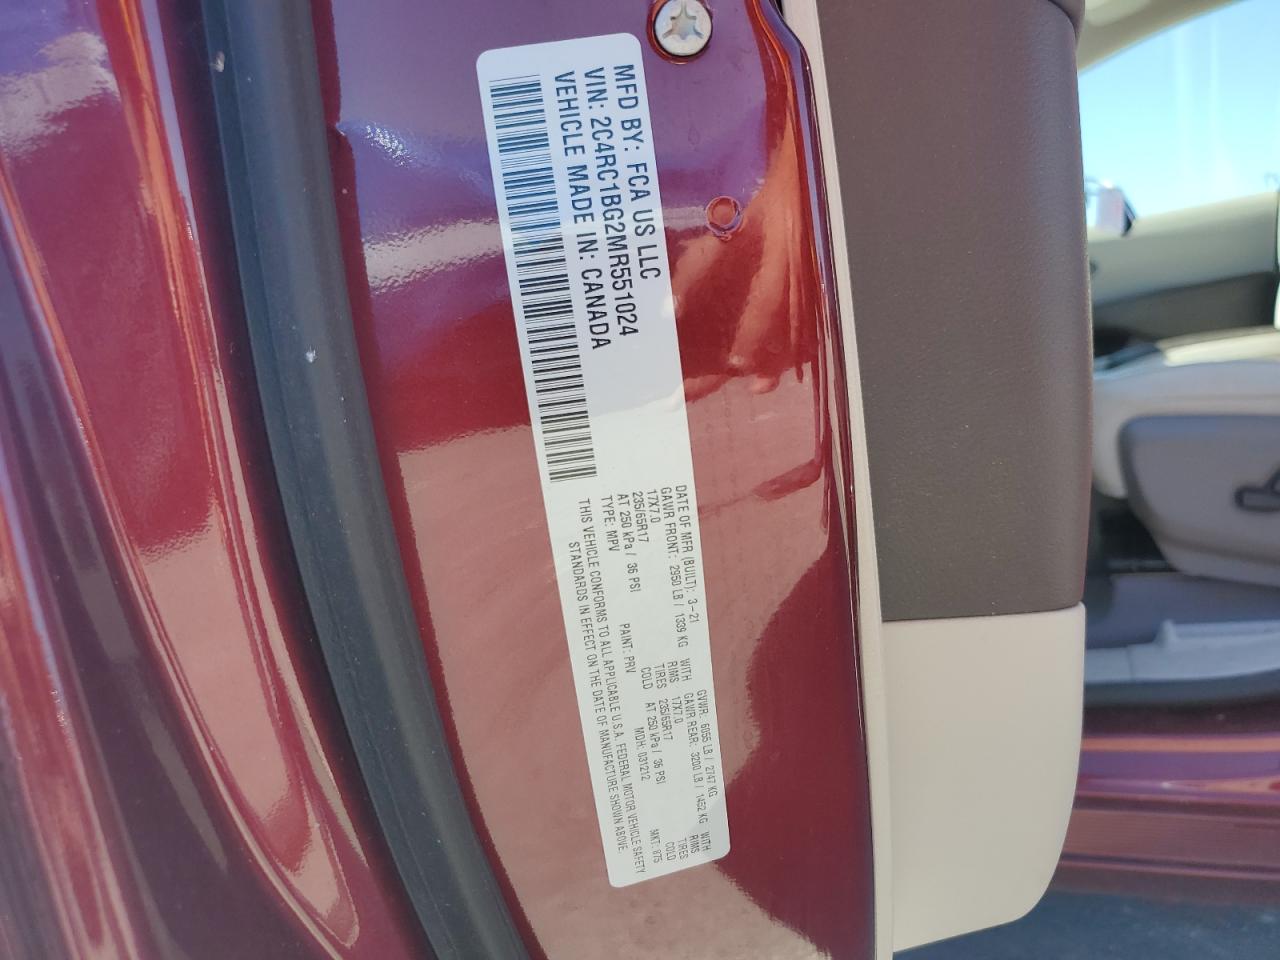 MFD BY: FCA US LLC
VIN: 2C4RC1BG2MR551024
VEHICLE MADE IN: CANADA
DATE OF MFR (BUILT): 3-21 GVWR: 6055 LB / 2747 KG
GAWR FRONT: 2950 LB / 1339 KG WITH GAWR REAR: 3200 LB / 1452 KG WITH
17X7.0 RIMS 17X7.0 RIMS
235/65R17 TIRES 235/65R17 TIRES
AT 250 kPa / 36 PSI COLD AT 250 kPa / 36 PSI COLD
TYPE: MPV PAINT: PRV MDH: 031212 MKT: 875
THIS VEHICLE CONFORMS TO ALL APPLICABLE U.S.A. FEDERAL MOTOR VEHICLE SAFETY
STANDARDS IN EFFECT ON THE DATE OF MANUFACTURE SHOWN ABOVE.